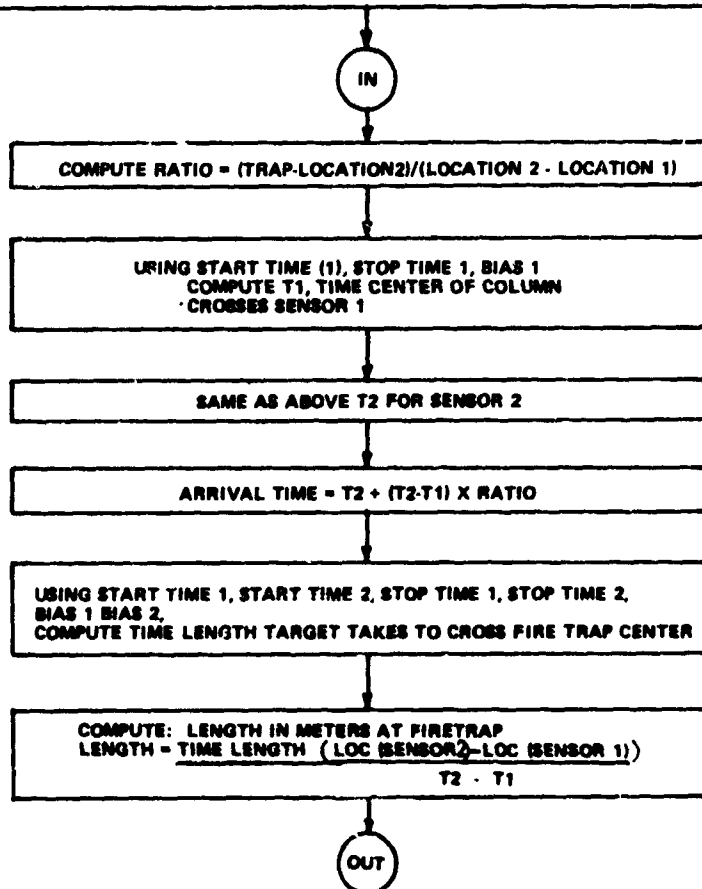 IN
COMPUTE RATIO = (TRAP-LOCATION2)/(LOCATION 2 - LOCATION 1)
USING START TIME (1), STOP TIME 1, BIAS 1
COMPUTE T1, TIME CENTER OF COLUMN
CROSSES SENSOR 1
SAME AS ABOVE T2 FOR SENSOR 2
ARRIVAL TIME = T2 + (T2-T1) X RATIO
USING START TIME 1, START TIME 2, STOP TIME 1, STOP TIME 2,
BIAS 1 BIAS 2,
COMPUTE TIME LENGTH TARGET TAKES TO CROSS FIRE TRAP CENTER
COMPUTE: LENGTH IN METERS AT FIRETRAP
LENGTH = TIME LENGTH (LOC (SENSOR2)-LOC (SENSOR 1))
T2 - T1
OUT